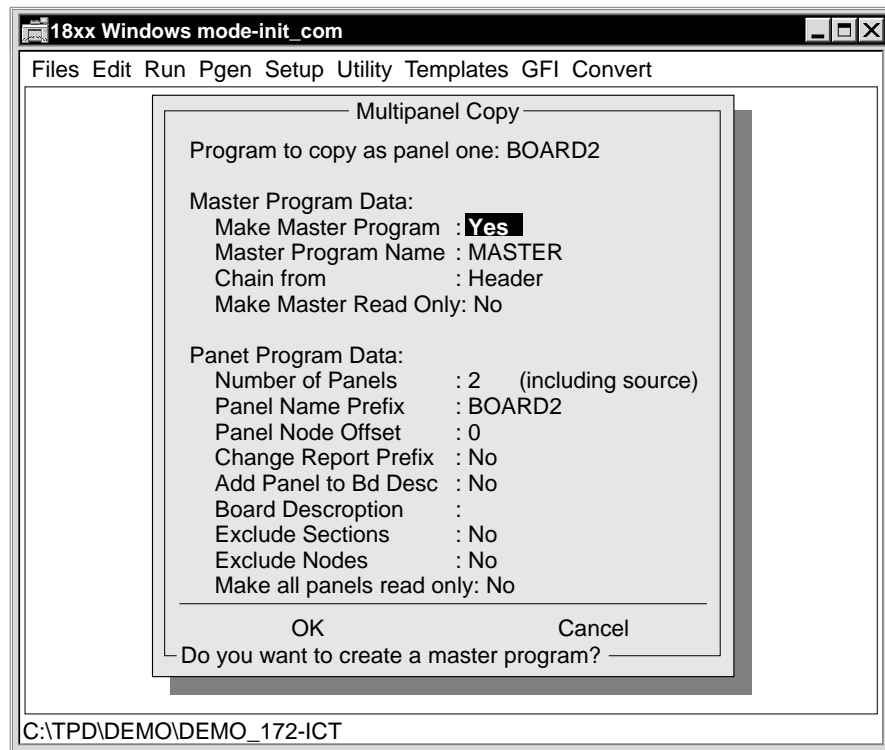 18xx Windows mode-init_com
Files Edit Run Pgen Setup Utility Templates GFI Convert
Multipanel Copy
Program to copy as panel one: BOARD2
Master Program Data:
Make Master Program : Yes
Master Program Name : MASTER
Chain from : Header
Make Master Read Only: No
Panet Program Data:
Number of Panels : 2 (including source)
Panel Name Prefix : BOARD2
Panel Node Offset : 0
Change Report Prefix : No
Add Panel to Bd Desc : No
Board Descroption :
Exclude Sections : No
Exclude Nodes : No
Make all panels read only: No
OK Cancel
Do you want to create a master program?
C:\TPD\DEMO\DEMO_172-ICT